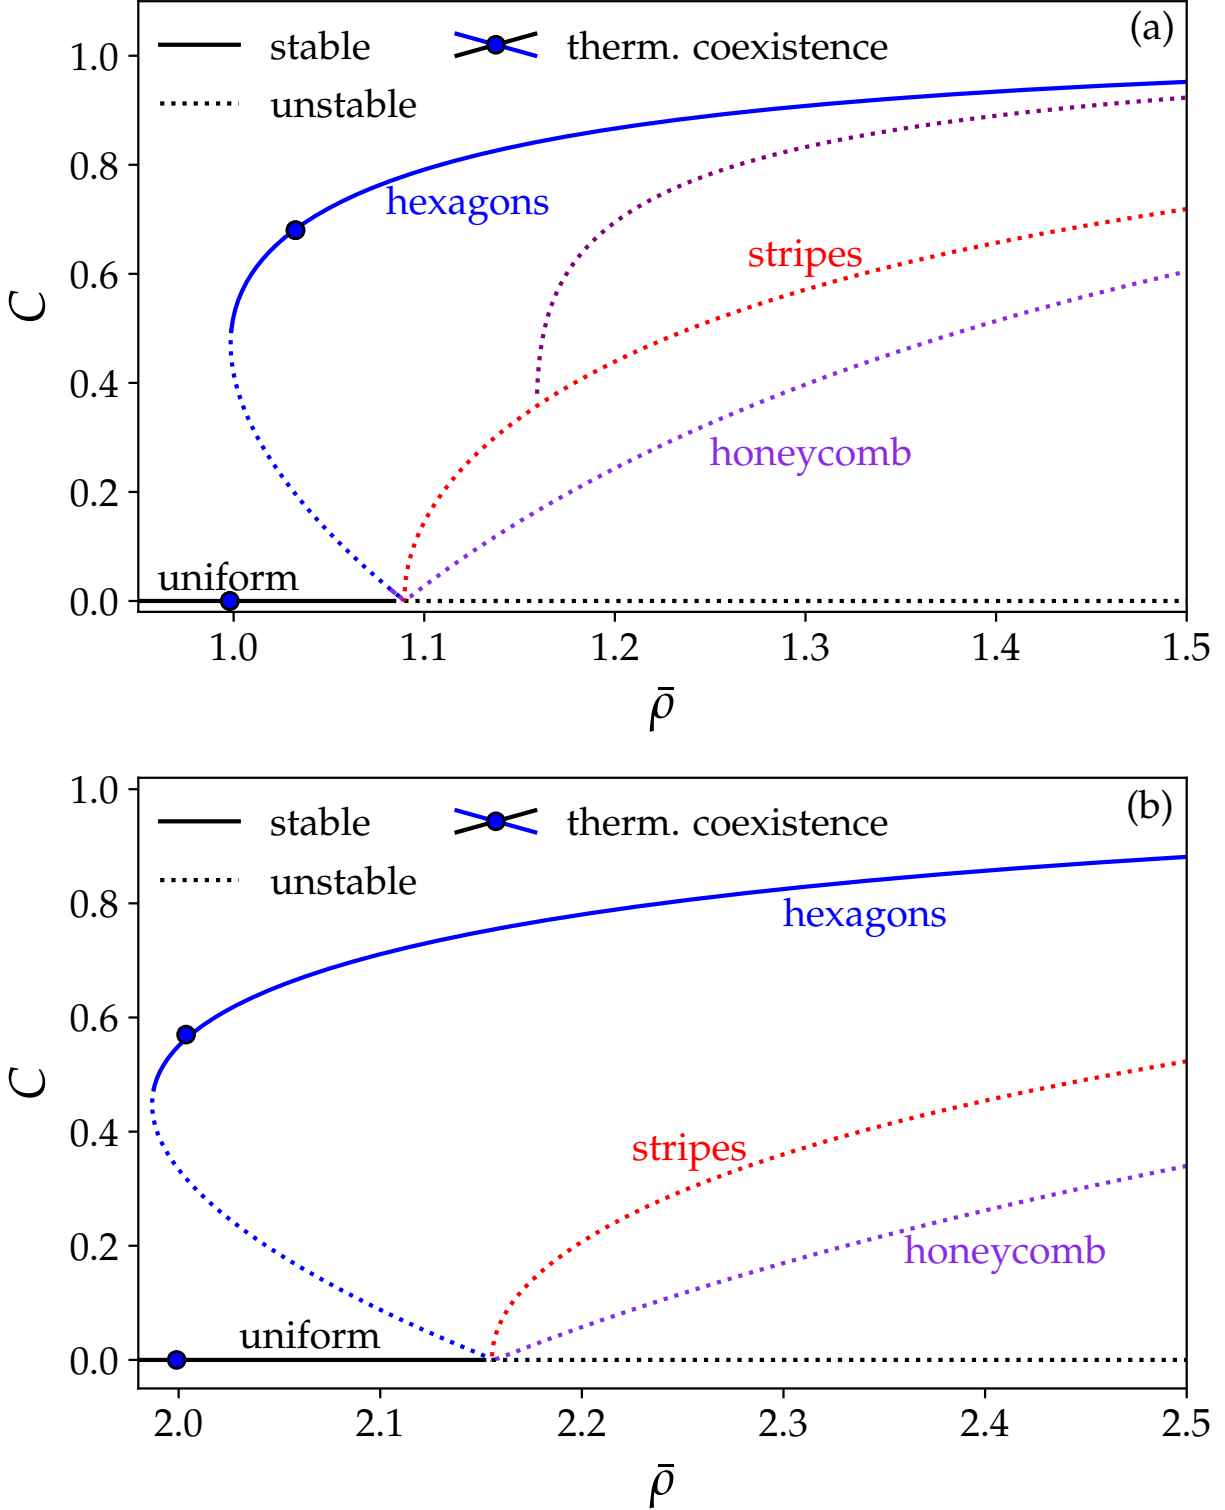 (a)
stable
therm. coexistence
unstable
1.0
0.8
0.6
0.4
0.2
0.0
C
hexagons
stripes
honeycomb
uniform
1.0 1.1 1.2 1.3 1.4 1.5
ρ̄
(b)
stable
therm. coexistence
unstable
1.0
0.8
0.6
0.4
0.2
0.0
C
hexagons
stripes
honeycomb
uniform
2.0 2.1 2.2 2.3 2.4 2.5
ρ̄